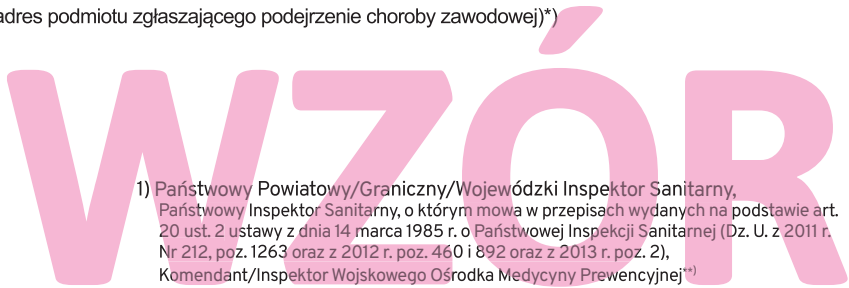 adres podmiotu zgłaszającego podejrzenie choroby zawodowej)*)
WZÓR
1) Państwowy Powiatowy/Graniczny/Wojewódzki Inspektor Sanitarny,
Państwowy Inspektor Sanitarny, o którym mowa w przepisach wydanych na podstawie art.
20 ust. 2 ustawy z dnia 14 marca 1985 r. o Państwowej Inspekcji Sanitarnej (Dz. U. z 2011 r.
Nr 212, poz. 1263 oraz z 2012 r. poz. 460 i 892 oraz z 2013 r. poz. 2),
Komendant/Inspektor Wojskowego Ośrodka Medycyny Prewencyjnej**)